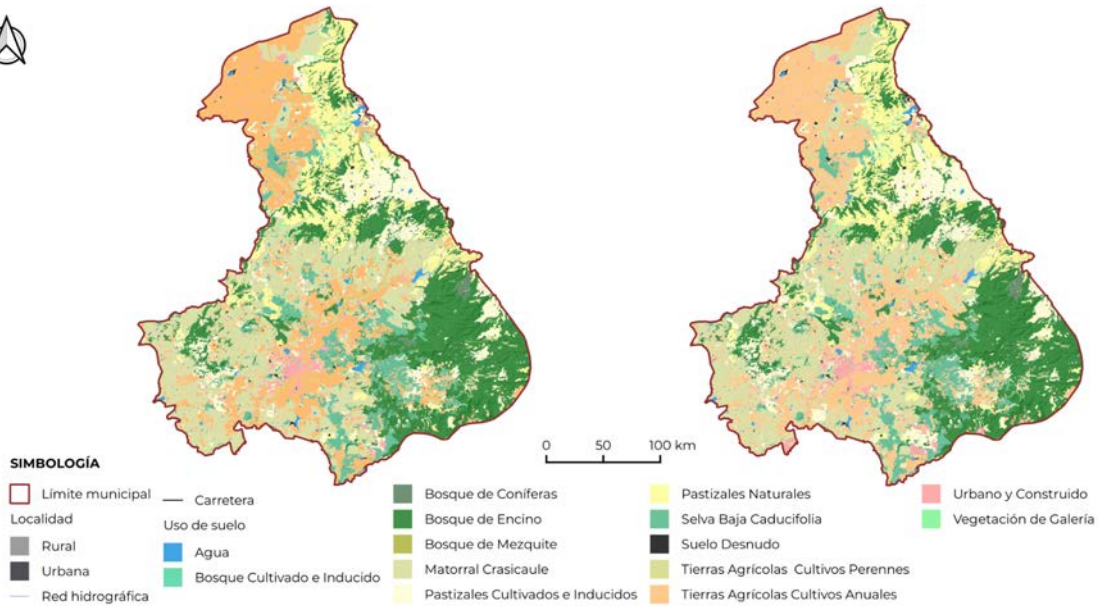 0 50 100 km
SIMBOLOGÍA
Límite municipal
Localidad
Rural
Urbana
Red hidrográfica
Carretera
Uso de suelo
Agua
Bosque Cultivado e Inducido
Bosque de Coníferas
Bosque de Encino
Bosque de Mezquite
Matorral Crasicaule
Pastizales Cultivados e Inducidos
Pastizales Naturales
Selva Baja Caducifolia
Suelo Desnudo
Tierras Agrícolas Cultivos Perennes
Tierras Agrícolas Cultivos Anuales
Urbano y Construido
Vegetación de Galería